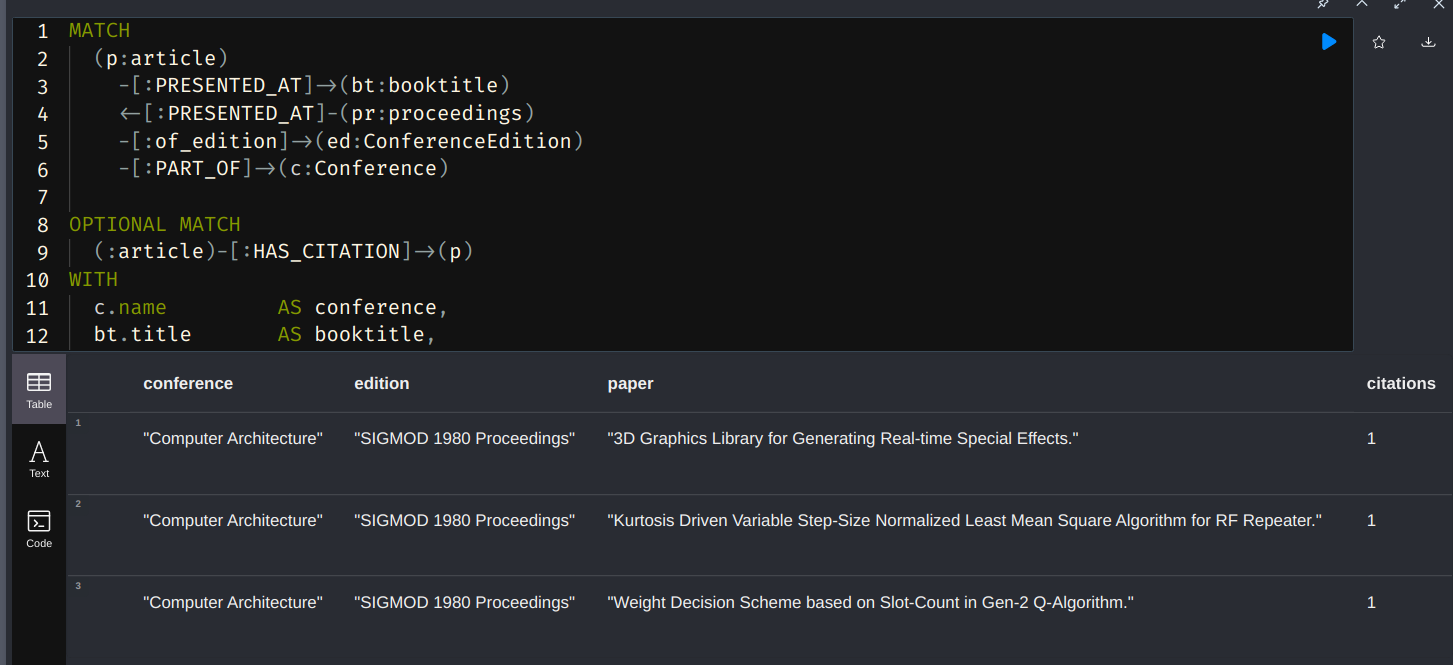 1 MATCH
2 (p:article)
3 -[:PRESENTED_AT]->(bt:booktitle)
4 <-[:PRESENTED_AT]-(pr:proceedings)
5 -[:of_edition]->(ed:ConferenceEdition)
6 -[:PART_OF]->(c:Conference)
7
8 OPTIONAL MATCH
9 (:article)-[:HAS_CITATION]->(p)
10 WITH
11 c.name AS conference,
12 bt.title AS booktitle,
Table
Text
Code
conference edition paper citations
1
"Computer Architecture" "SIGMOD 1980 Proceedings" "3D Graphics Library for Generating Real-time Special Effects." 1
2
"Computer Architecture" "SIGMOD 1980 Proceedings" "Kurtosis Driven Variable Step-Size Normalized Least Mean Square Algorithm for RF Repeater." 1
3
"Computer Architecture" "SIGMOD 1980 Proceedings" "Weight Decision Scheme based on Slot-Count in Gen-2 Q-Algorithm." 1